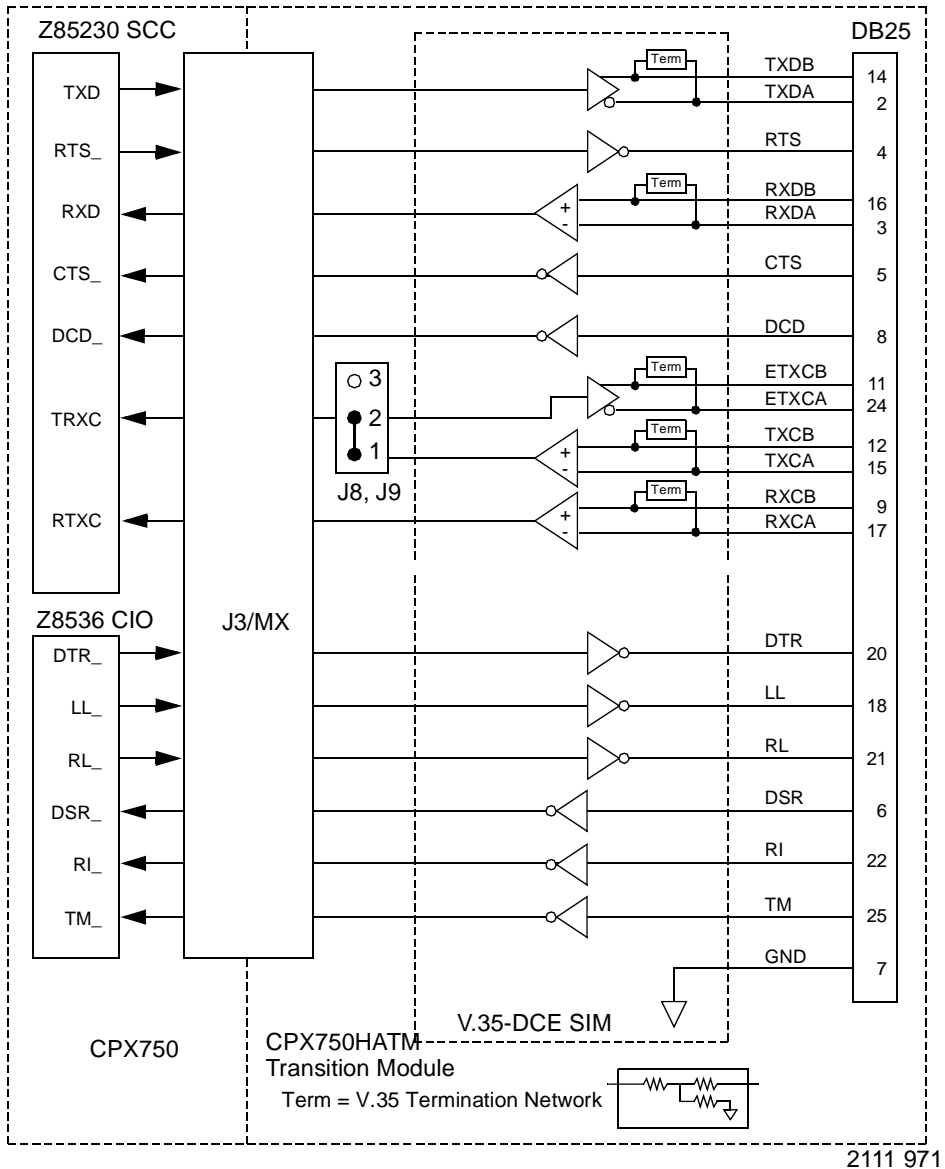 Z85230 SCC
DB25
TXD
Term
TXDB
14
TXDA
2
RTS_
RTS
4
RXD
Term
RXDB
16
RXDA
3
CTS_
CTS
5
DCD_
DCD
8
TRXC
3
2
1
J8, J9
Term
ETXCB
11
ETXCA
24
Term
TXCB
12
TXCA
15
RTXC
Term
RXCB
9
RXCA
17
Z8536 CIO
J3/MX
DTR_
DTR
20
LL_
LL
18
RL_
RL
21
DSR_
DSR
6
RI_
RI
22
TM_
TM
25
GND
7
+
-
+
-
+
-
V.35-DCE SIM
CPX750
CPX750HATM
Transition Module
Term = V.35 Termination Network
2111 971